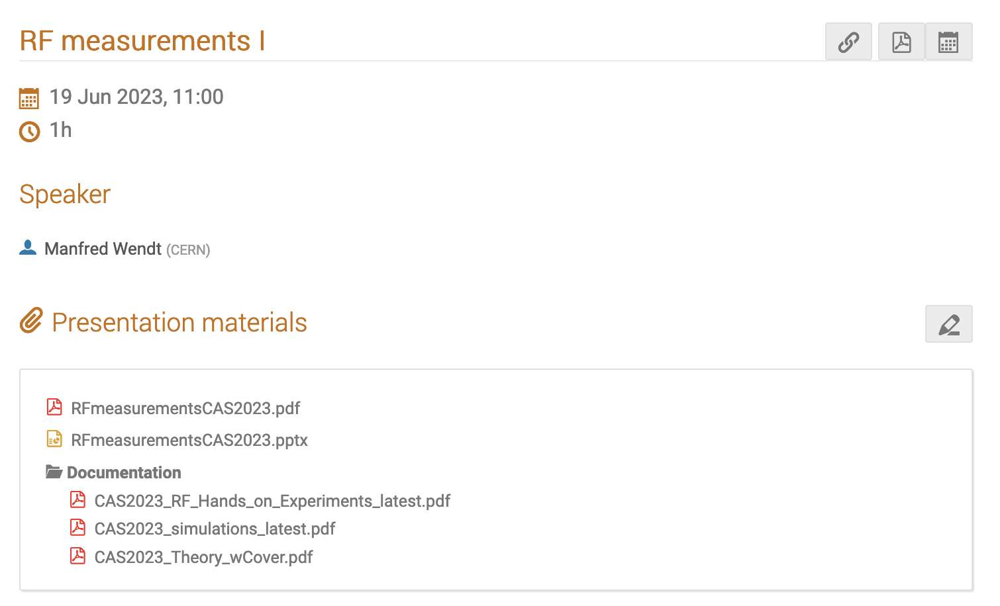 RF measurements I
19 Jun 2023, 11:00
1h
Speaker
Manfred Wendt (CERN)
Presentation materials
RFmeasurementsCAS2023.pdf
RFmeasurementsCAS2023.pptx
Documentation
CAS2023_RF_Hands_on_Experiments_latest.pdf
CAS2023_simulations_latest.pdf
CAS2023_Theory_wCover.pdf